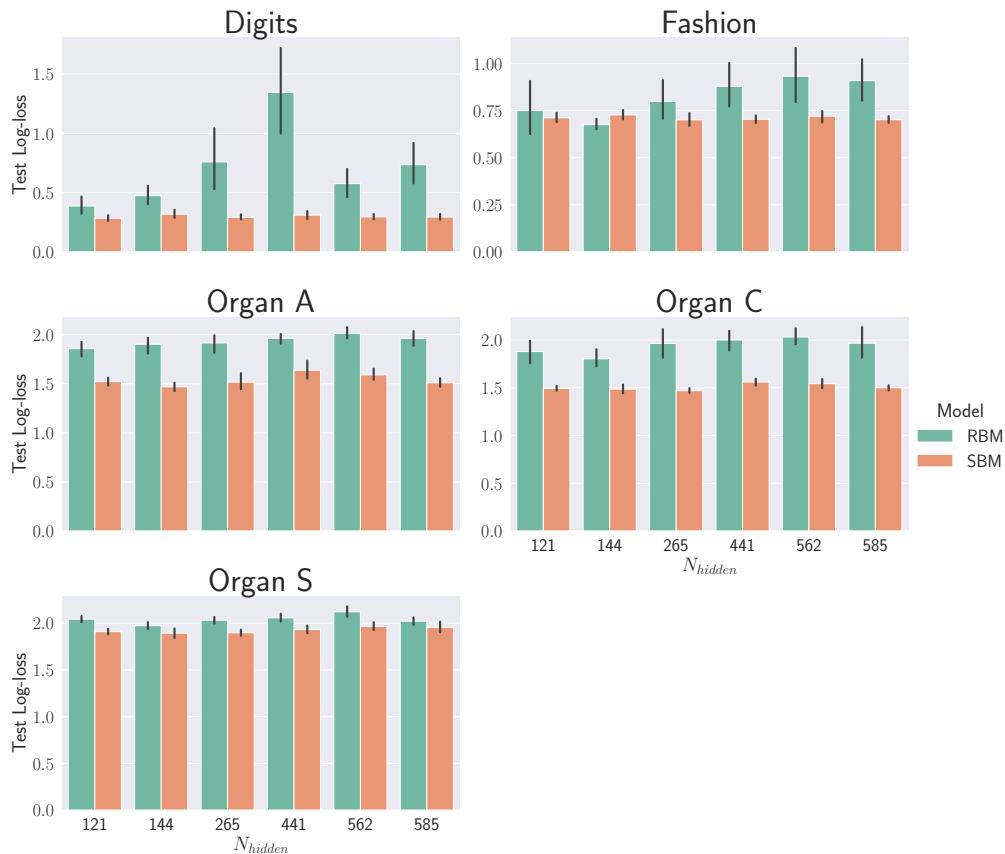 Digits
Fashion
Test Log-loss
1.5
1.0
0.5
0.0
1.00
0.75
0.50
0.25
0.00
Organ A
Organ C
Test Log-loss
2.0
1.5
1.0
0.5
0.0
2.0
1.5
1.0
0.5
0.0
121 144 265 441 562 585
N_hidden
Model
RBM
SBM
Organ S
Test Log-loss
2.0
1.5
1.0
0.5
0.0
121 144 265 441 562 585
N_hidden